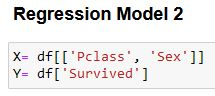 Regression Model 2
X= df[['Pclass', 'Sex']]
Y= df['Survived']